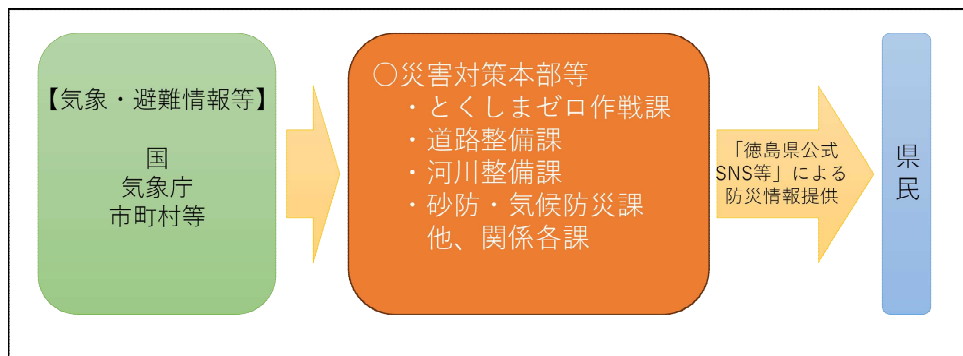 【気象・避難情報等】
国
気象庁
市町村等
○災害対策本部等
・とくしまゼロ作戦課
・道路整備課
・河川整備課
・砂防・気候防災課
他、関係各課
「徳島県公式
SNS等」による
防災情報提供
県民